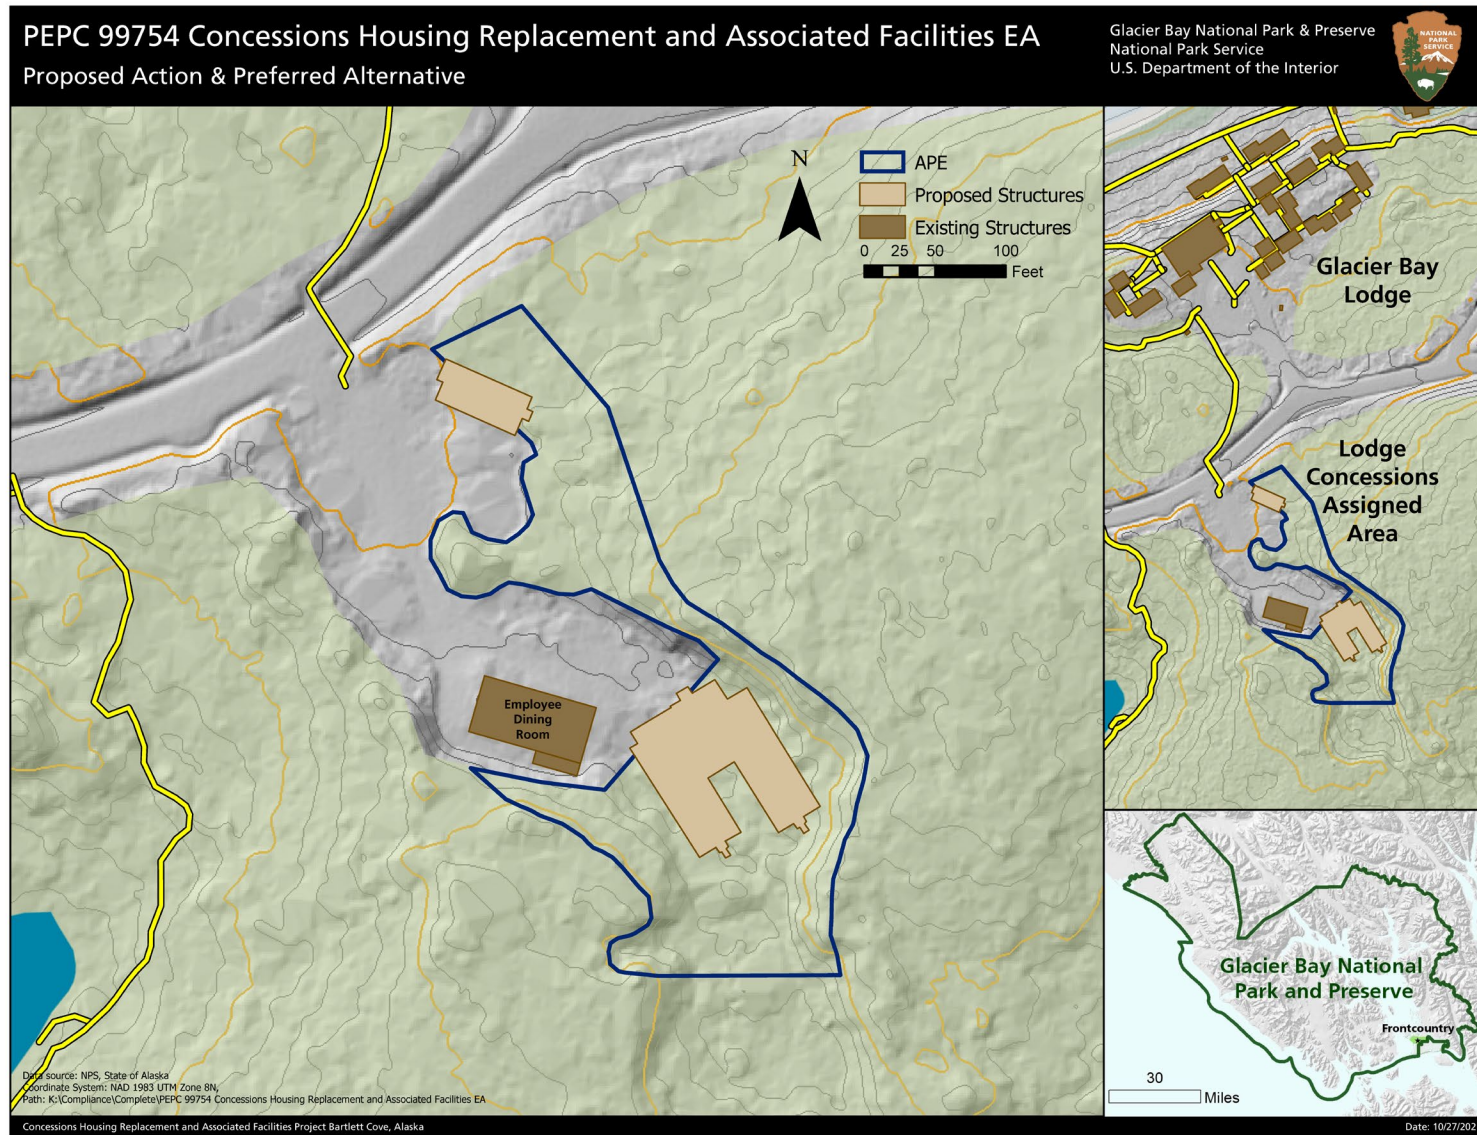 PEPC 99754 Concessions Housing Replacement and Associated Facilities EA
Proposed Action & Preferred Alternative
Glacier Bay National Park & Preserve
National Park Service
U.S. Department of the Interior
NATIONAL
PARK
SERVICE
N
APE
Proposed Structures
Existing Structures
0 25 50 100
Feet
Employee
Dining
Room
Glacier Bay
Lodge
Lodge
Concessions
Assigned
Area
Glacier Bay National
Park and Preserve
Frontcountry
30
Miles
Data source: NPS, State of Alaska
Coordinate System: NAD 1983 UTM Zone 8N,
Path: K:\Compliance\Complete\PEPC 99754 Concessions Housing Replacement and Associated Facilities EA
Concessions Housing Replacement and Associated Facilities Project Bartlett Cove, Alaska
Date: 10/27/202